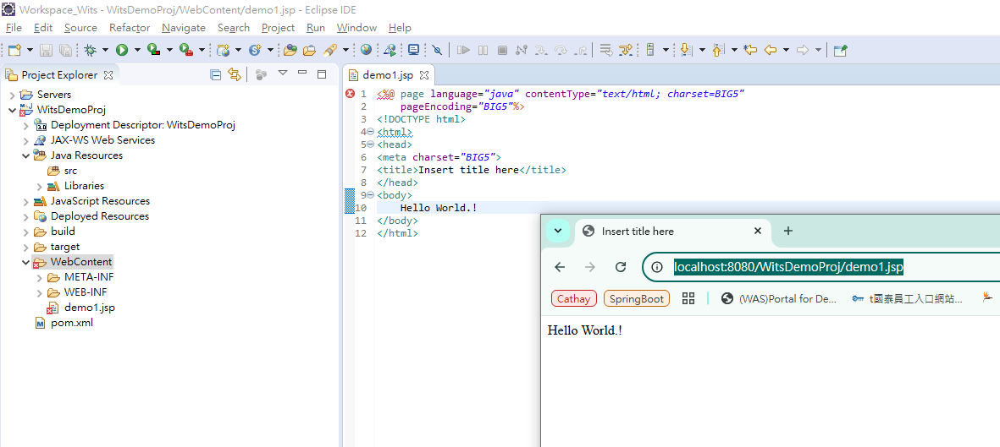 Workspace_Wits - WitsDemoProj/WebContent/demo1.jsp - Eclipse IDE
File Edit Source Refactor Navigate Search Project Run Window Help
Project Explorer
Servers
WitsDemoProj
3.0 Deployment Descriptor: WitsDemoProj
JAX-WS Web Services
Java Resources
src
Libraries
JavaScript Resources
Deployed Resources
build
target
WebContent
META-INF
WEB-INF
demo1.jsp
pom.xml
demo1.jsp
1 <%@ page language="java" contentType="text/html; charset=BIG5"
2 pageEncoding="BIG5"%>
3 <!DOCTYPE html>
4 <html>
5 <head>
6 <meta charset="BIG5">
7 <title>Insert title here</title>
8 </head>
9 <body>
10 Hello World.!
11 </body>
12 </html>
Insert title here
localhost:8080/WitsDemoProj/demo1.jsp
Cathay SpringBoot (WAS)Portal for De... t國泰員工入口網站...
Hello World.!